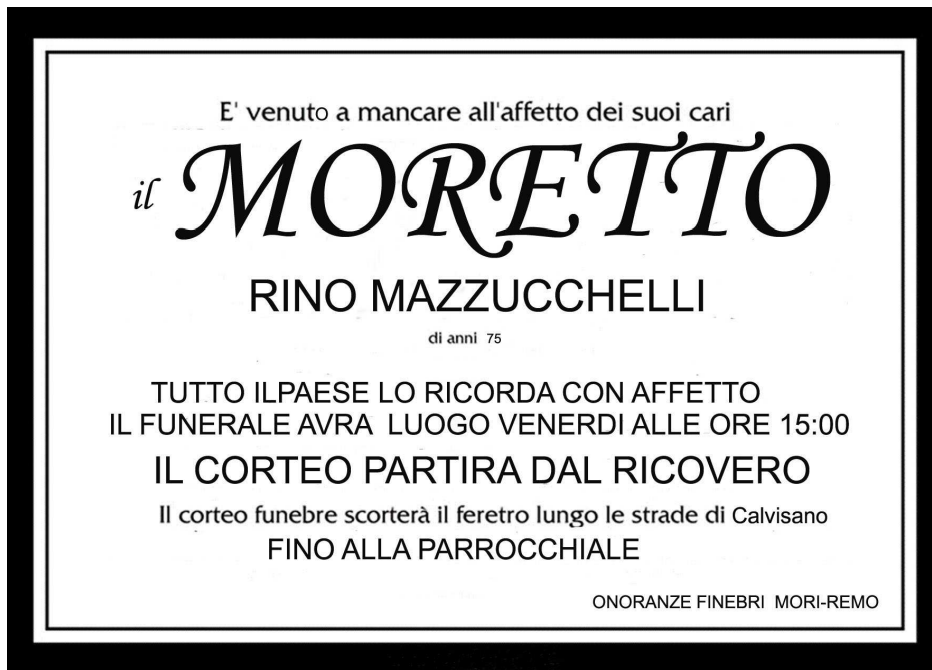 E' venuto a mancare all'affetto dei suoi cari
il MORETTO
RINO MAZZUCCHELLI
di anni 75
TUTTO ILPAESE LO RICORDA CON AFFETTO
IL FUNERALE AVRA LUOGO VENERDI ALLE ORE 15:00
IL CORTEO PARTIRA DAL RICOVERO
Il corteo funebre scorterà il feretro lungo le strade di Calvisano
FINO ALLA PARROCCHIALE
ONORANZE FINEBRI MORI-REMO